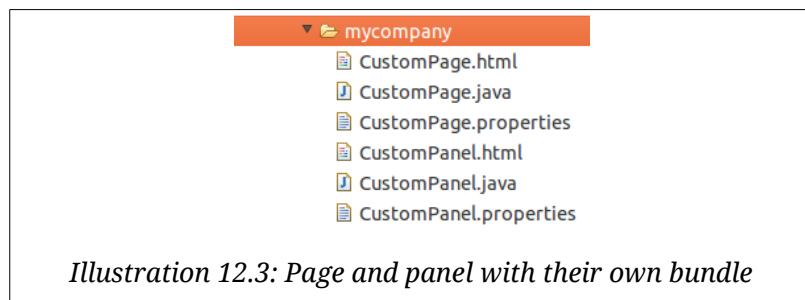 mycompany
CustomPage.html
CustomPage.java
CustomPage.properties
CustomPanel.html
CustomPanel.java
CustomPanel.properties
Illustration 12.3: Page and panel with their own bundle